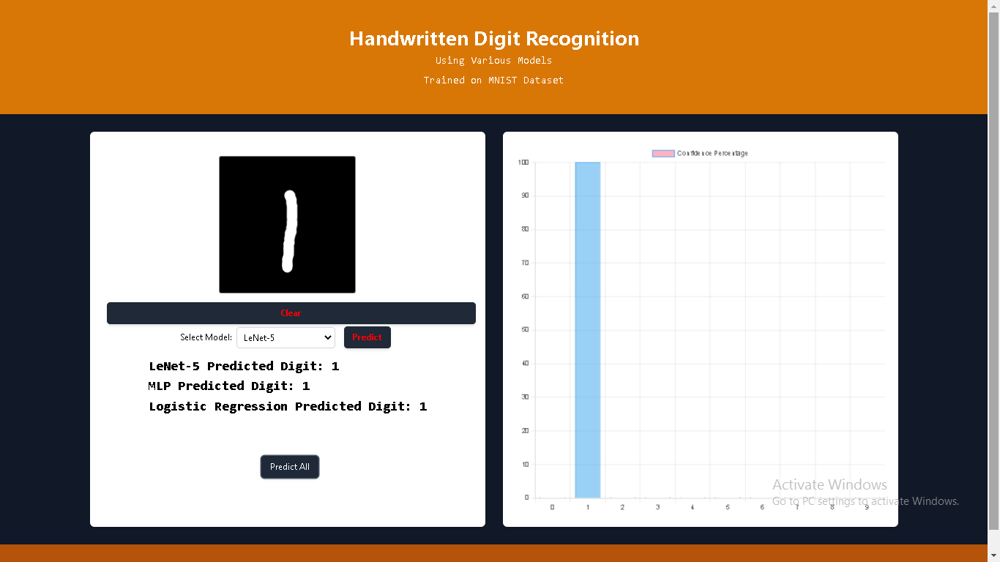 Handwritten Digit Recognition
Using Various Models
Trained on MNIST Dataset
1
Clear
Select Model: LeNet-5 Predict
LeNet-5 Predicted Digit: 1
MLP Predicted Digit: 1
Logistic Regression Predicted Digit: 1
Predict All
Confidence Percentage
100
90
80
70
60
50
40
30
20
10
0
0 1 2 3 4 5 6 7 8 9
Activate Windows
Go to PC settings to activate Windows.